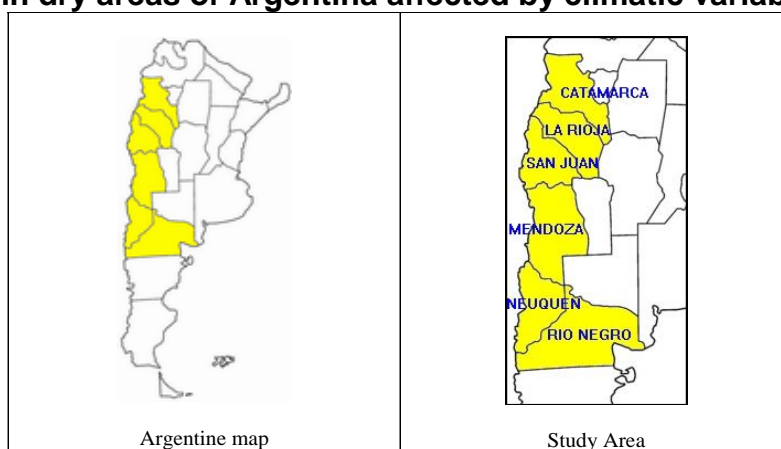 in dry areas of Argentina affected by climatic
CATAMARCA
LA RIOJA
SAN JUAN
MENDOZA
NEUQUEN
RIO NEGRO
Argentine map
Study Area